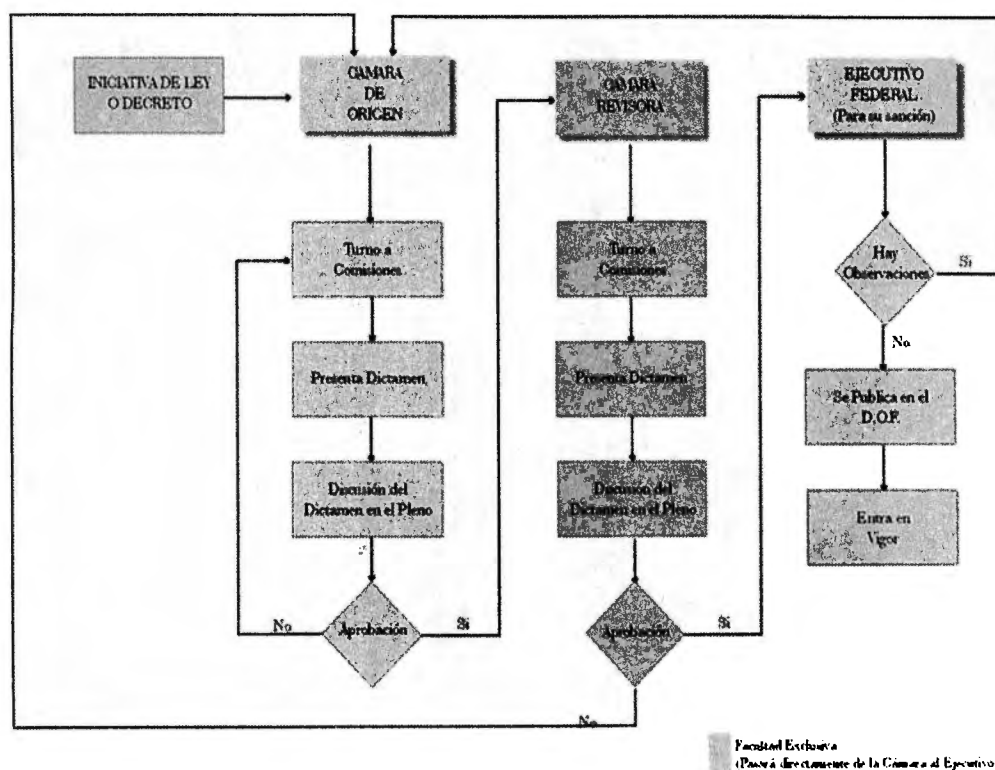 INICIATIVA DE LEY
O DECRETO
CAMARA
DE
ORIGEN
Turno a
Comisiones
Presenta Dictamen
Discusión del
Dictamen en el Pleno
Aprobación
No
Si
CAMARA
REVISORA
Turno a
Comisiones
Presenta Dictamen
Discusión del
Dictamen en el Pleno
Aprobación
No
Si
EJECUTIVO
FEDERAL
(Para su sanción)
Hay
Observaciones
Si
No
Se Publica en el
D.O.F.
Entra en
Vigor
Facultad Exclusiva
(Pasará directamente de la Cámara al Ejecutivo